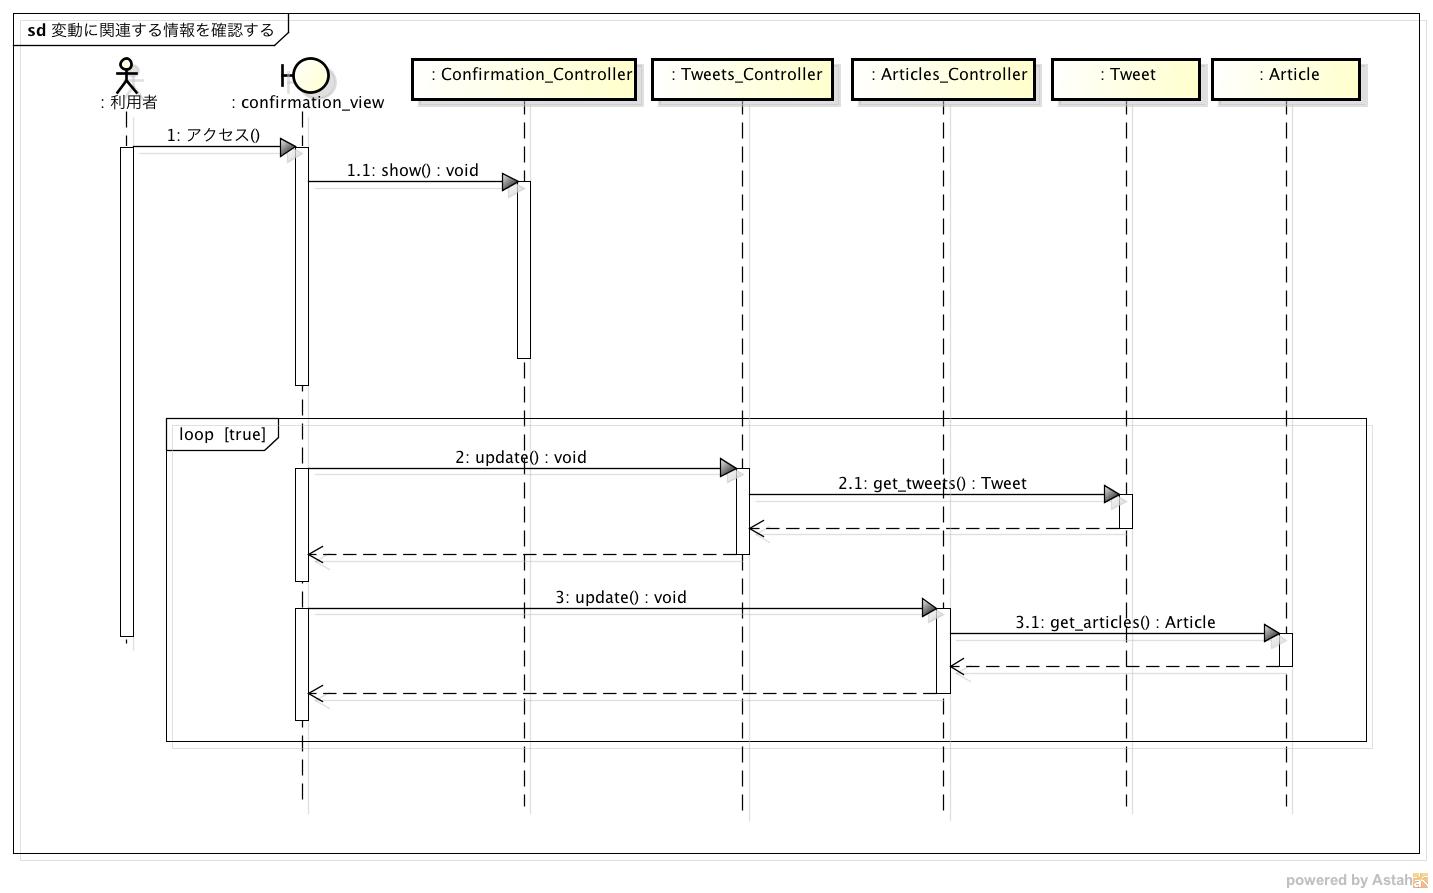 sd 変動に関連する情報を確認する
: 利用者
: confirmation_view
: Confirmation_Controller
: Tweets_Controller
: Articles_Controller
: Tweet
: Article
1: アクセス()
1.1: show() : void
loop [true]
2: update() : void
2.1: get_tweets() : Tweet
3: update() : void
3.1: get_articles() : Article
powered by Astah